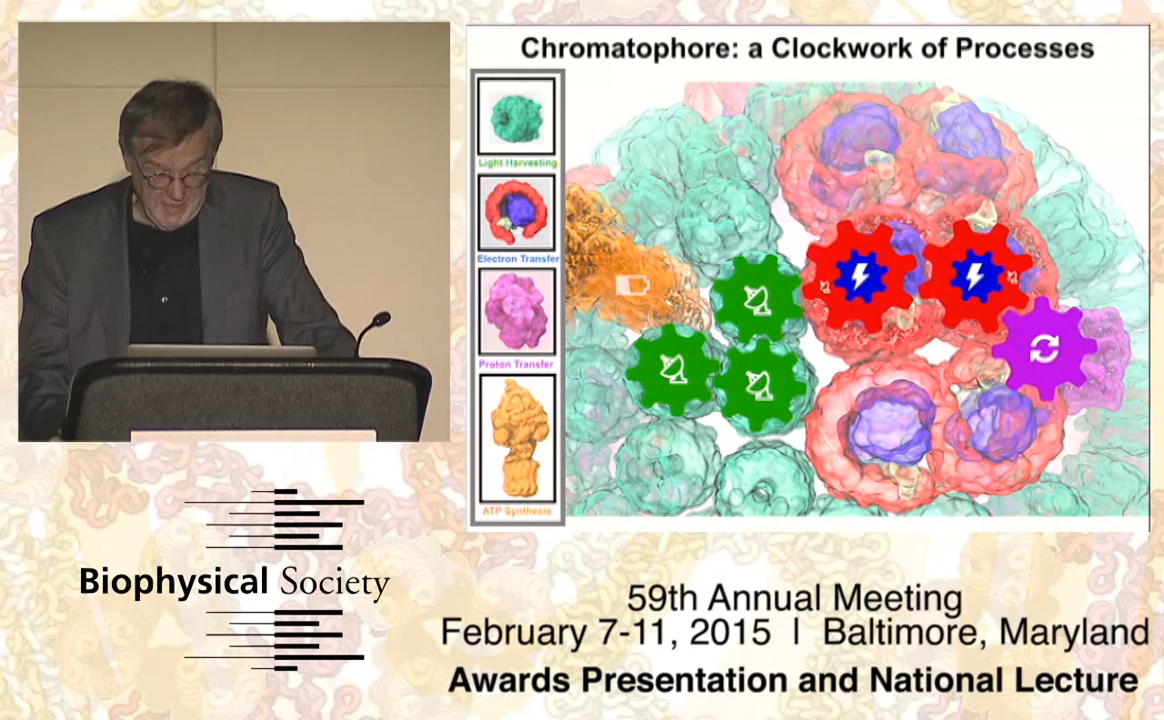 Chromatophore: a Clockwork of Processes
Light Harvesting
Electron Transfer
Proton Transfer
ATP Synthesis
Biophysical Society
59th Annual Meeting
February 7-11, 2015 | Baltimore, Maryland
Awards Presentation and National Lecture